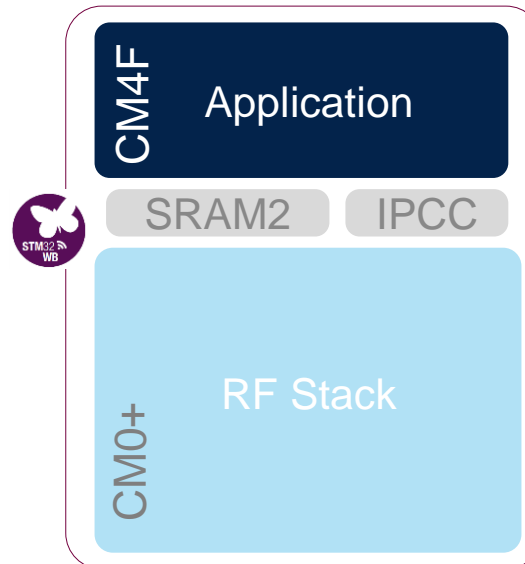 CM4F
Application
SRAM2
IPCC
STM32
WB
RF Stack
CM0+